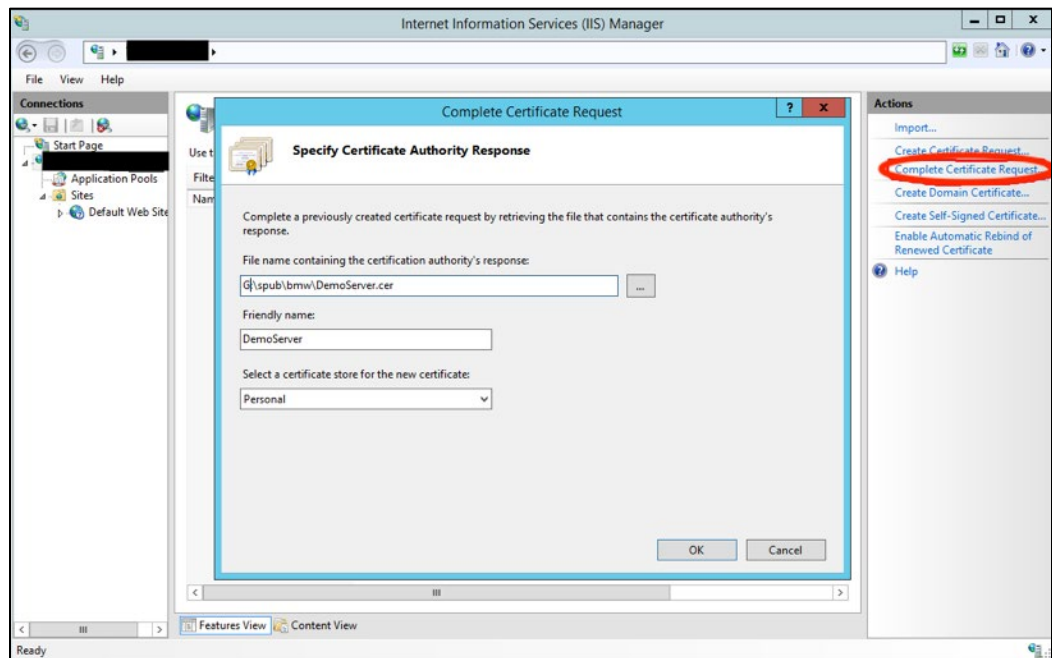 Internet Information Services (IIS) Manager
File View Help
Connections
Start Page
Application Pools
Sites
Default Web Site
Use t
Filte
Nam
Complete Certificate Request
Specify Certificate Authority Response
Complete a previously created certificate request by retrieving the file that contains the certificate authority's
response.
File name containing the certification authority's response:
G\spub\bmw\DemoServer.cer
...
Friendly name:
DemoServer
Select a certificate store for the new certificate:
Personal
OK Cancel
Features View Content View
Actions
Import...
Create Certificate Request...
Complete Certificate Request...
Create Domain Certificate...
Create Self-Signed Certificate...
Enable Automatic Rebind of
Renewed Certificate
Help
Ready